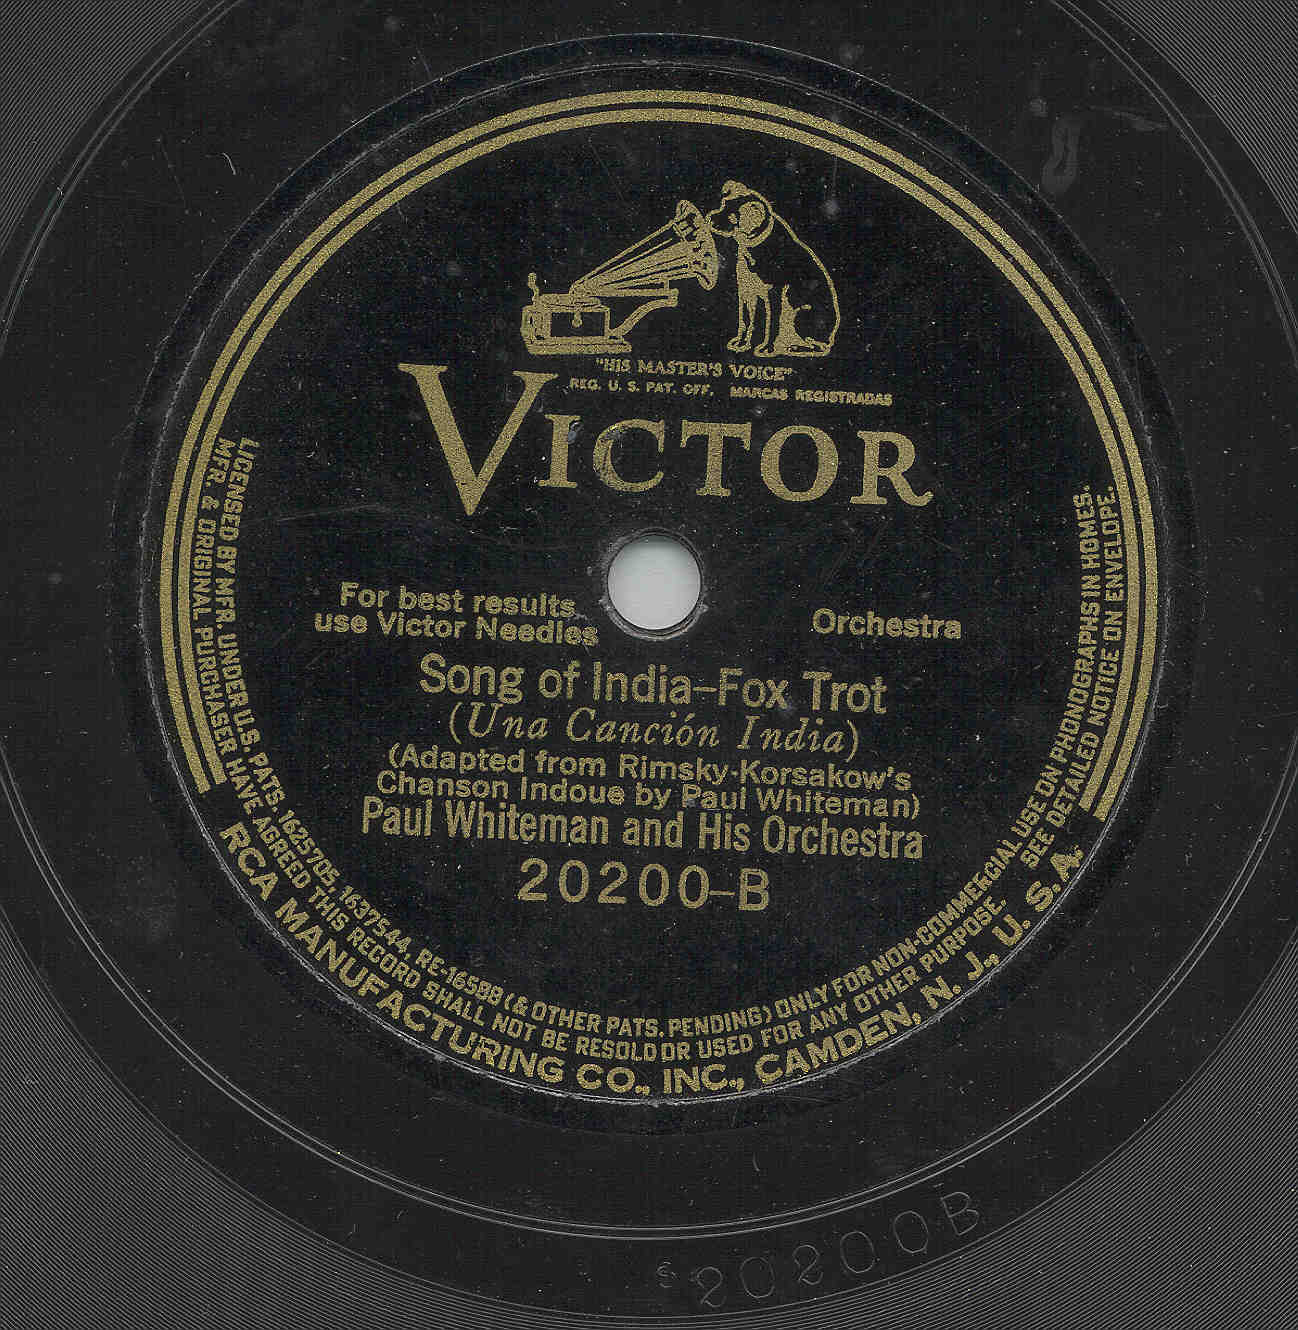 "HIS MASTER'S VOICE"
REG. U. S. PAT. OFF. MARCAS REGISTRADAS
VICTOR
For best results
use Victor Needles
Orchestra
Song of India–Fox Trot
(Una Canción India)
(Adapted from Rimsky-Korsakow's
Chanson Indoue by Paul Whiteman)
Paul Whiteman and His Orchestra
20200-B
LICENSED BY MFR. UNDER U.S. PATS. 1625705, 1637544, RE-16588 (& OTHER PATS. PENDING) ONLY FOR NON-COMMERCIAL USE ON PHONOGRAPHS IN HOMES.
MFR. & ORIGINAL PURCHASER HAVE AGREED THIS RECORD SHALL NOT BE RESOLD OR USED FOR ANY OTHER PURPOSE. SEE DETAILED NOTICE ON ENVELOPE.
RCA MANUFACTURING CO., INC., CAMDEN, N. J., U. S. A.
S 20200B